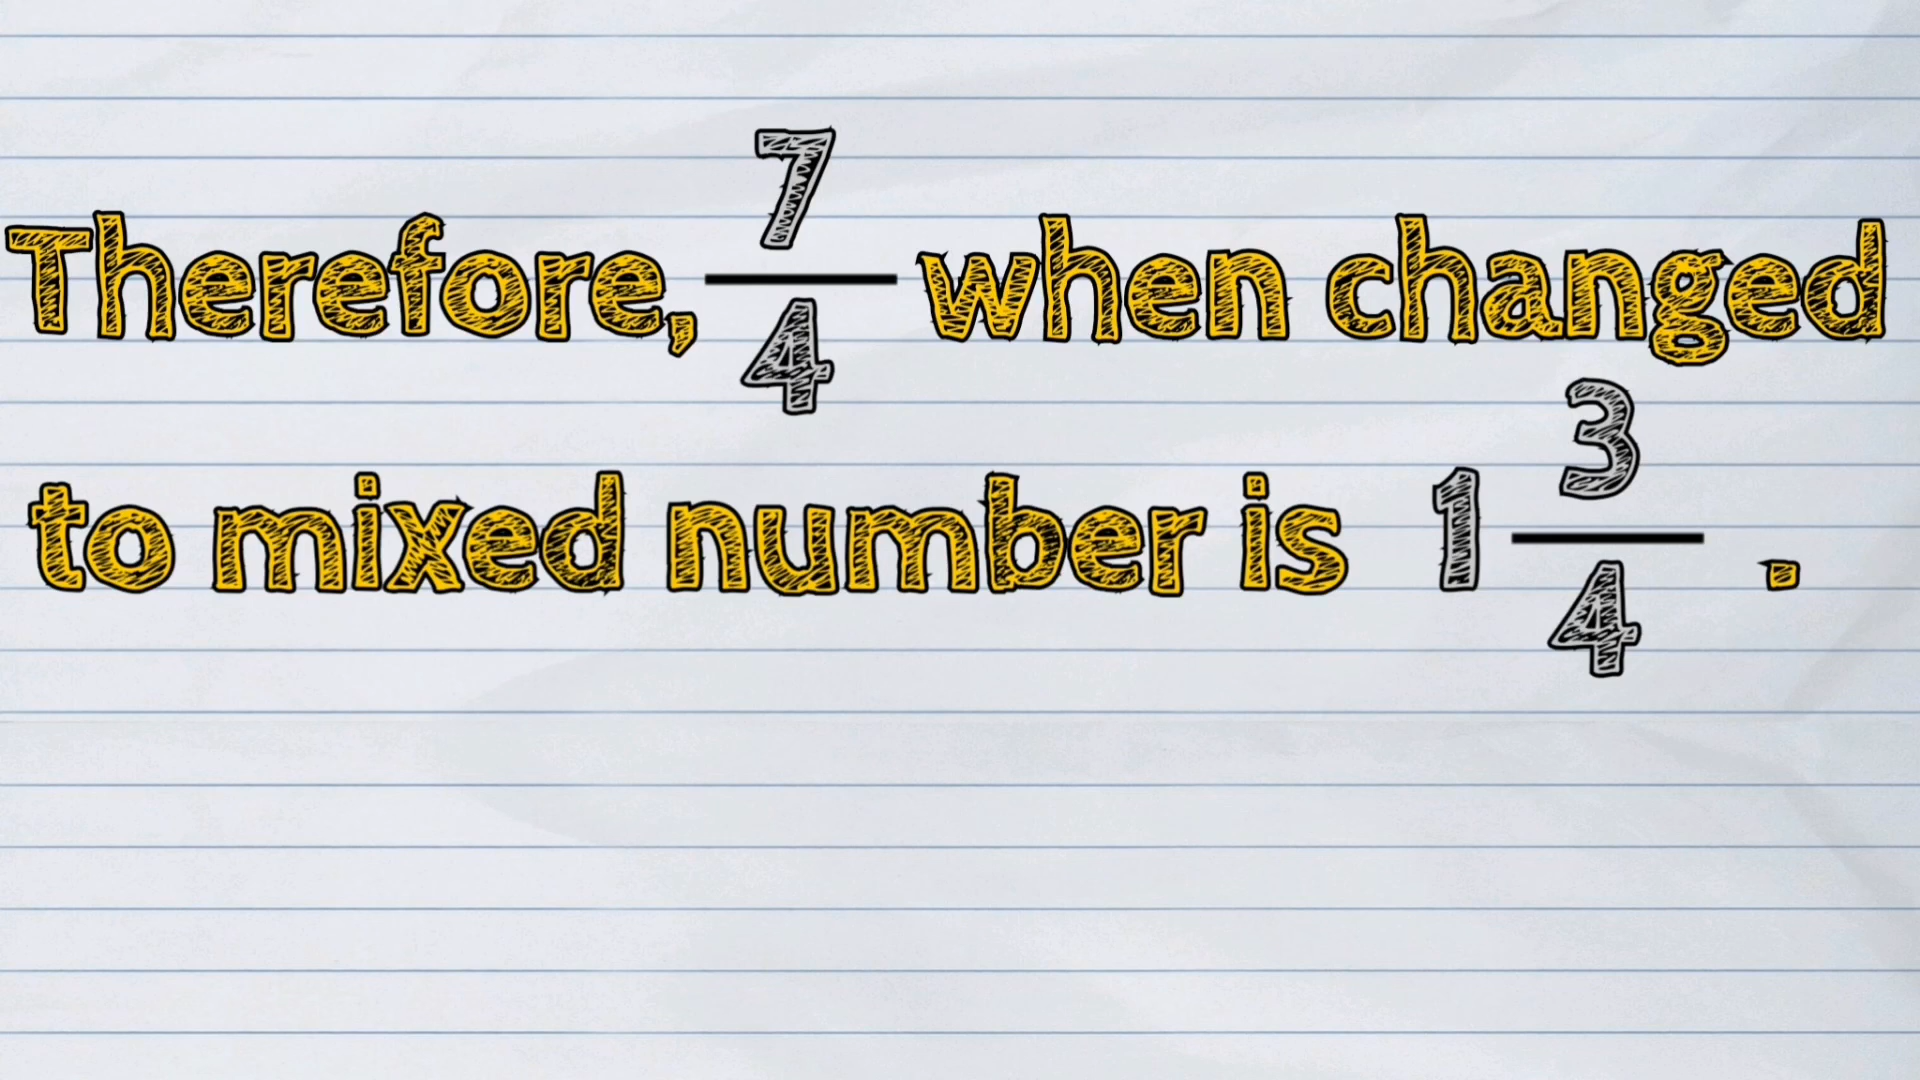 Therefore, 7/4 when changed
to mixed number is 1 3/4 .